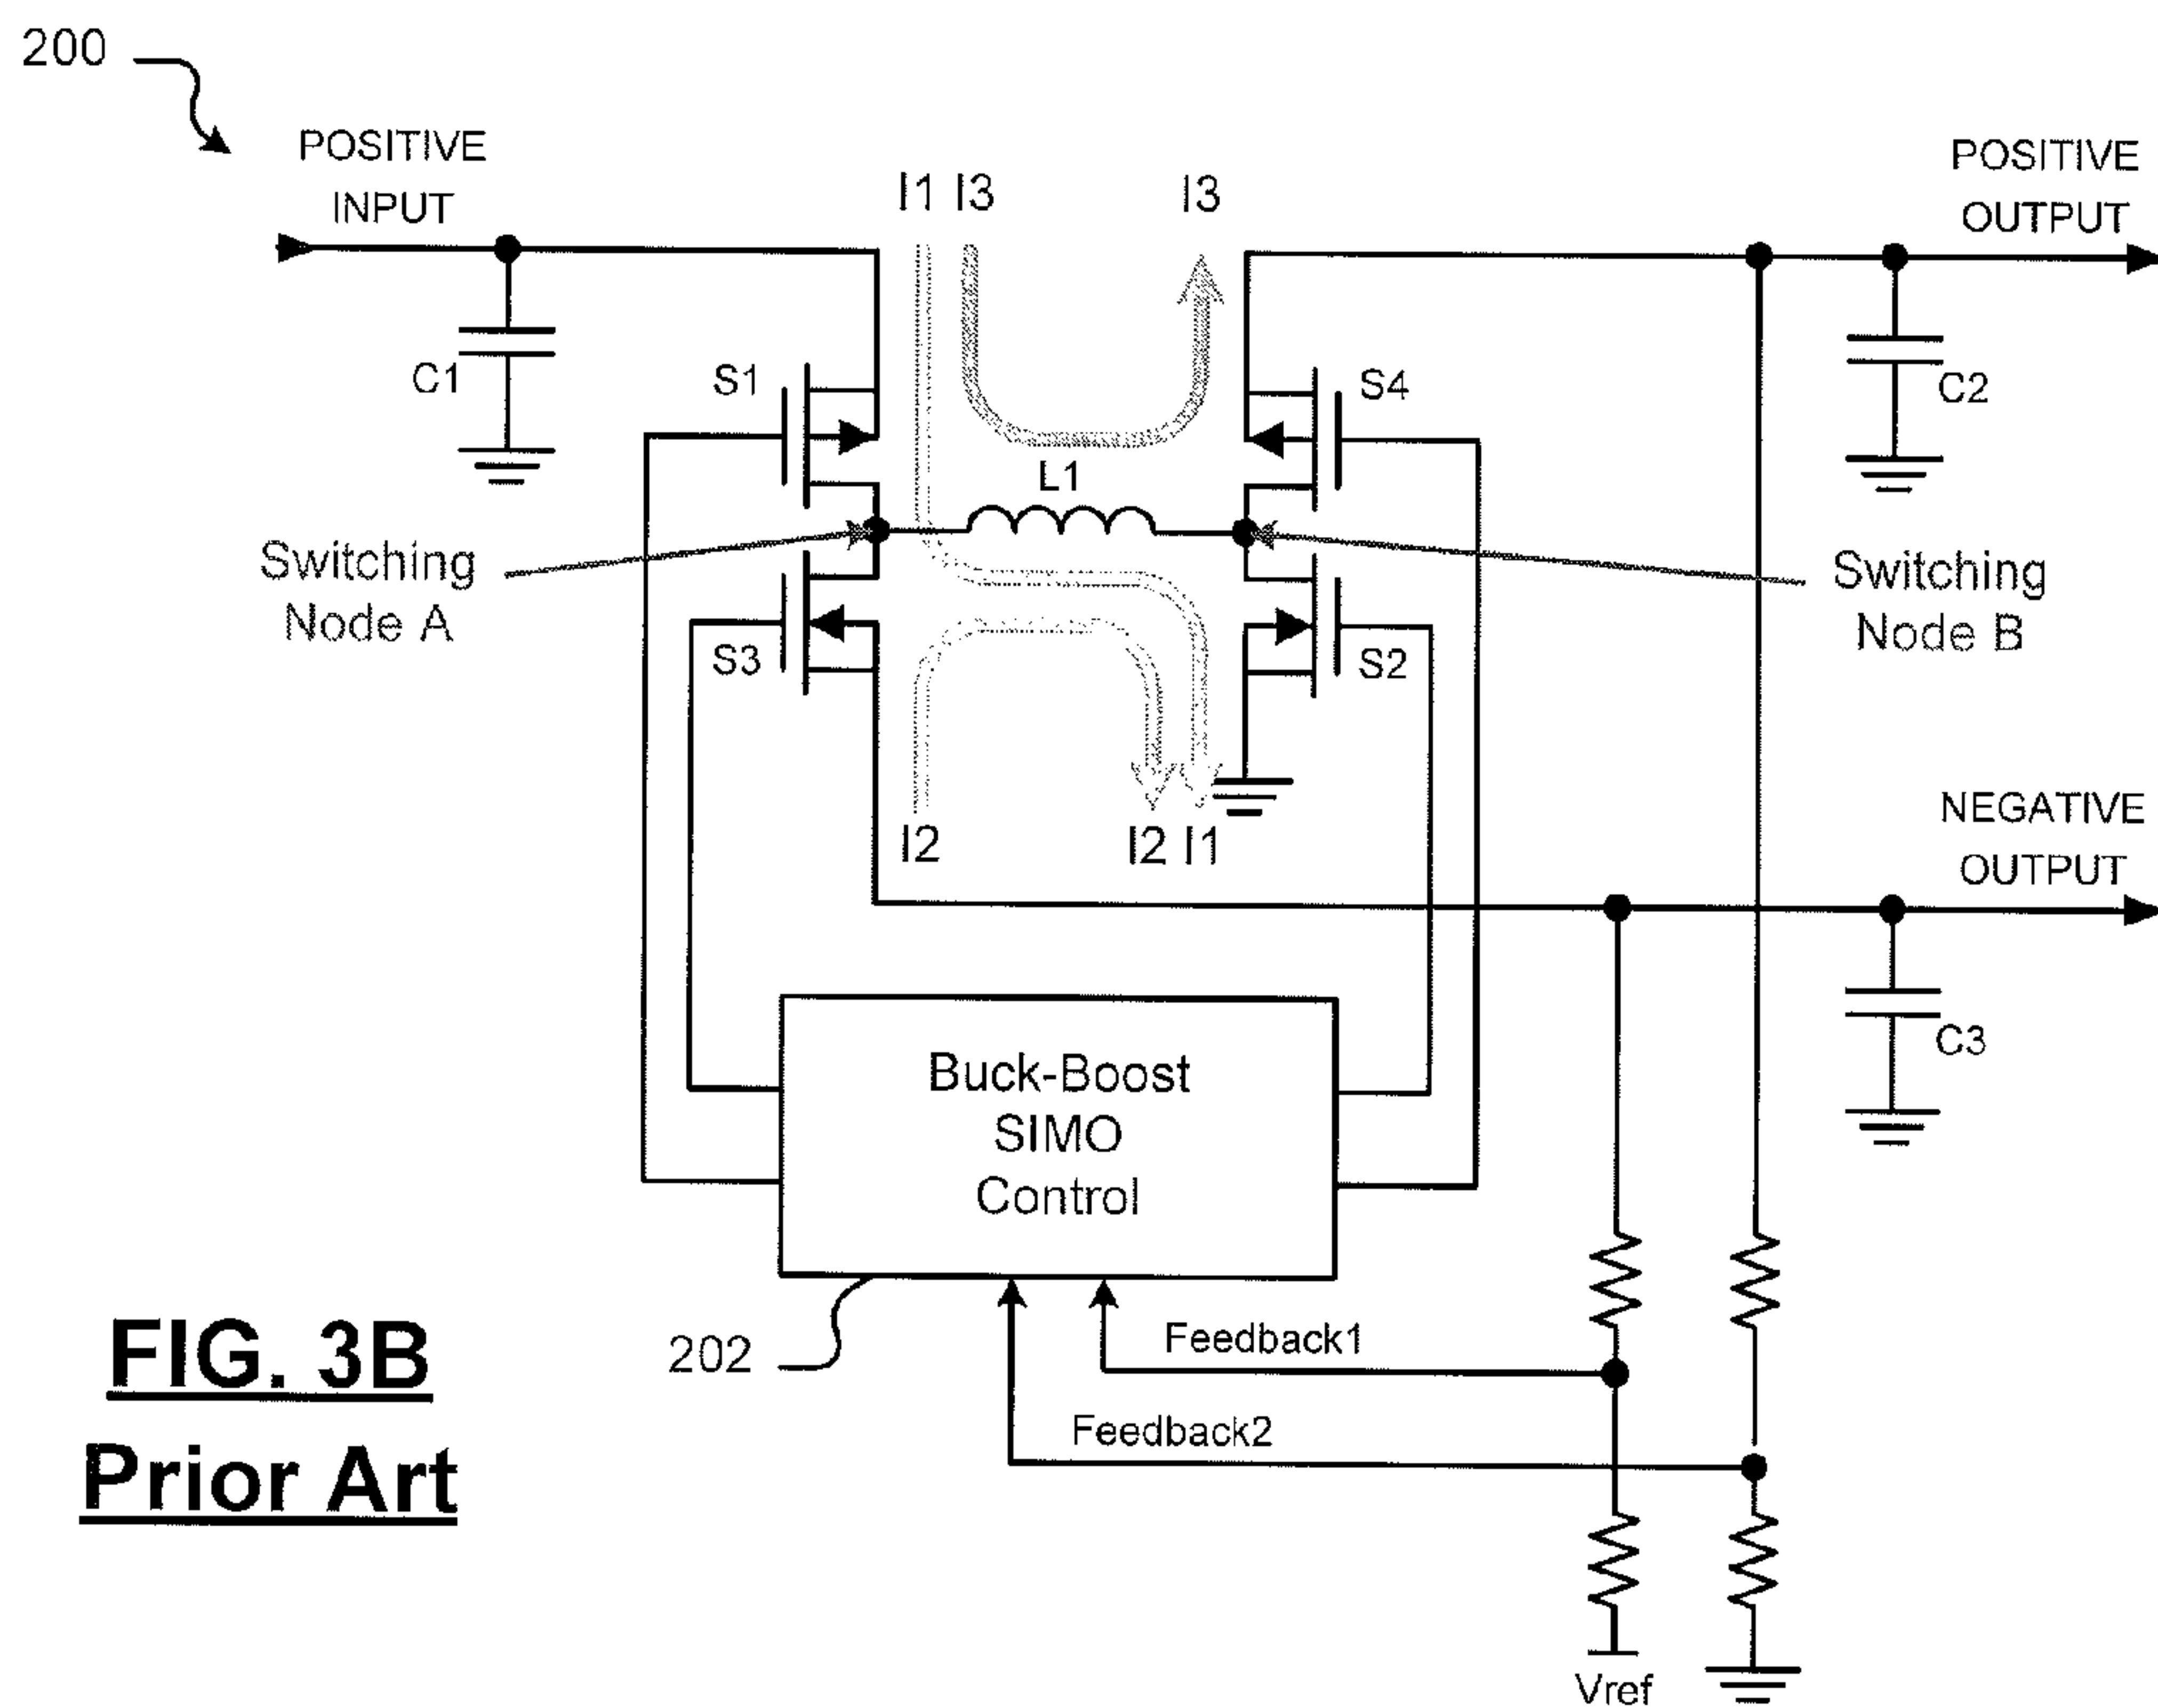 200
POSITIVE
INPUT
I1 I3
I3
POSITIVE
OUTPUT
C1
S1
S4
C2
L1
Switching
Node A
Switching
Node B
S3
S2
I2
I2 I1
NEGATIVE
OUTPUT
C3
Buck-Boost
SIMO
Control
202
Feedback1
Feedback2
Vref
FIG. 3B
Prior Art